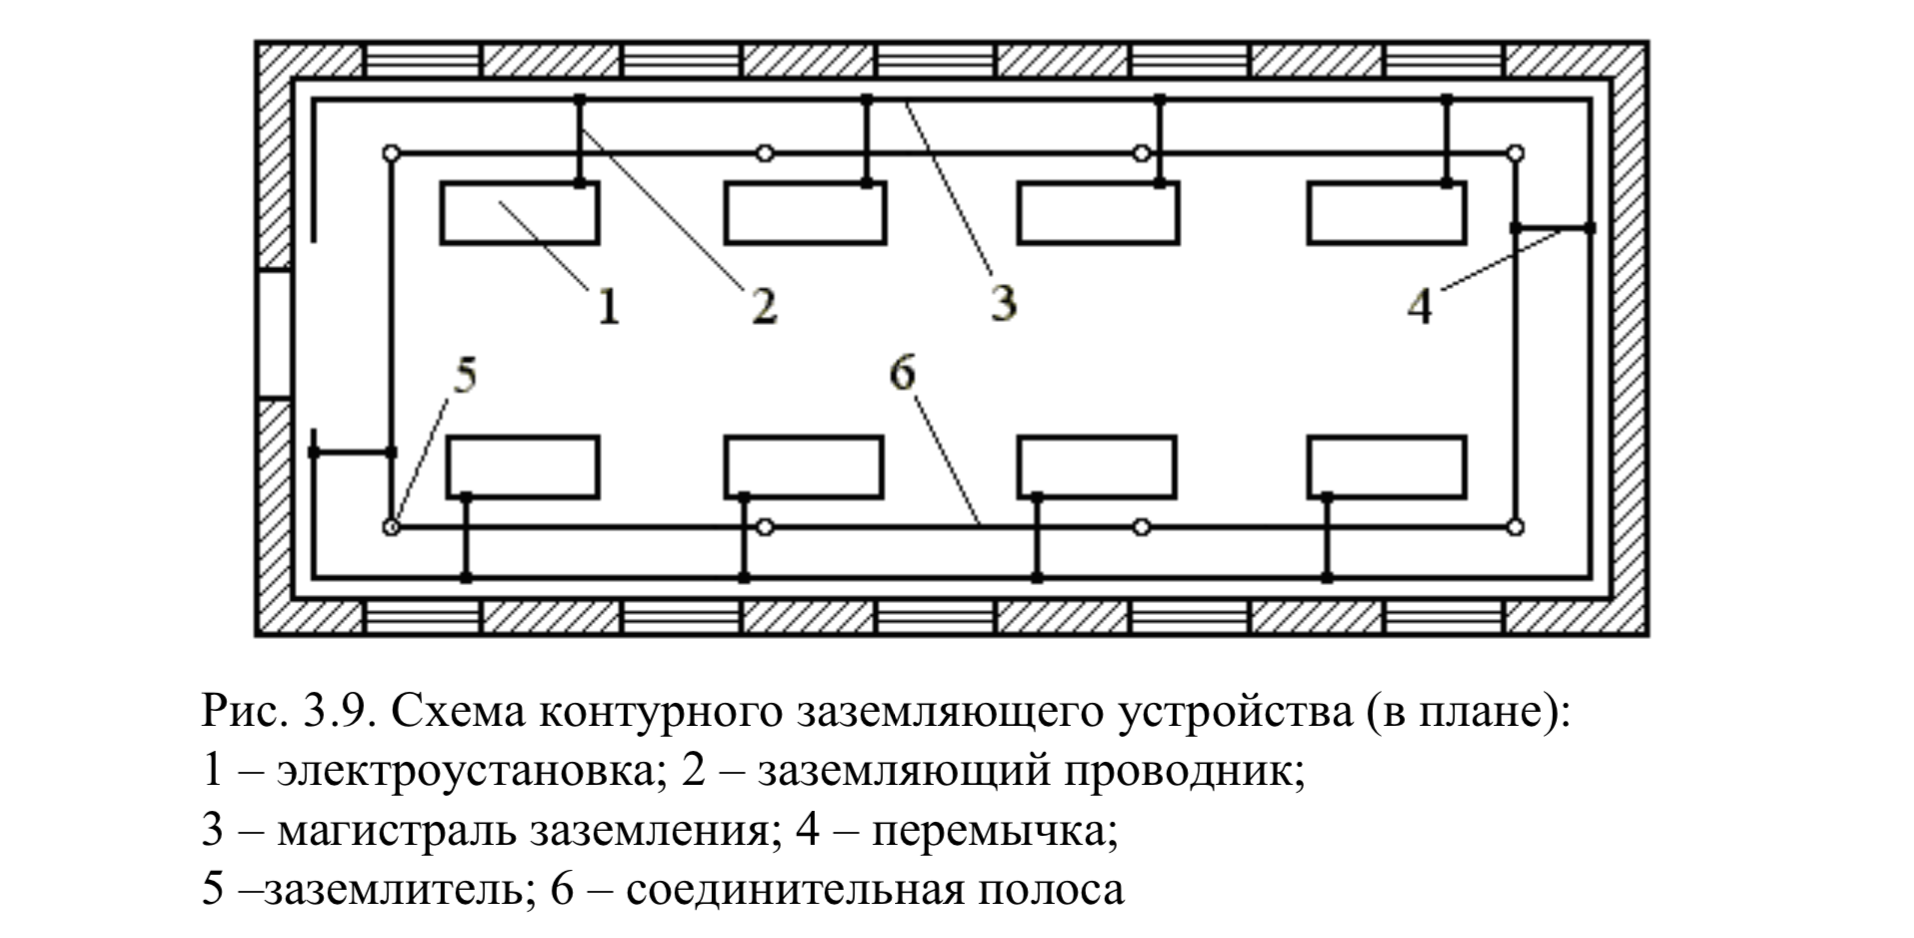 1
2
3
4
5
6
Рис. 3.9. Схема контурного заземляющего устройства (в плане):
1 – электроустановка; 2 – заземляющий проводник;
3 – магистраль заземления; 4 – перемычка;
5 –заземлитель; 6 – соединительная полоса